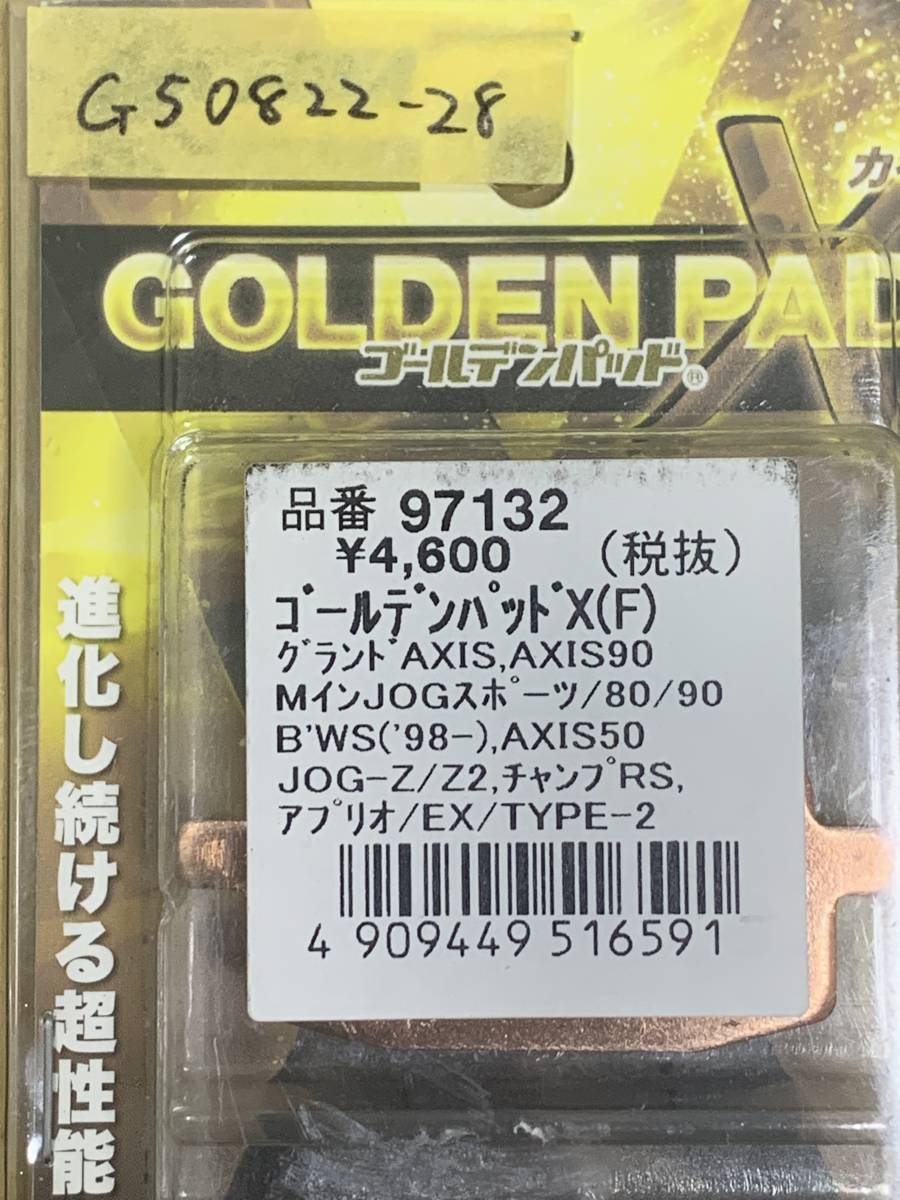 G50822-28
カ
GOLDEN PAD
X
ゴールデンパッド®
品番 97132
¥4,600 (税抜)
ｺﾞｰﾙﾃﾞﾝﾊﾟｯﾄﾞX(F)
ｸﾞﾗﾝﾄﾞAXIS,AXIS90
MインJOGスポーツ/80/90
B'WS('98-),AXIS50
JOG-Z/Z2,ﾁｬﾝﾌﾟRS,
アプリオ/EX/TYPE-2
4 909449 516591
進化し続ける超性能